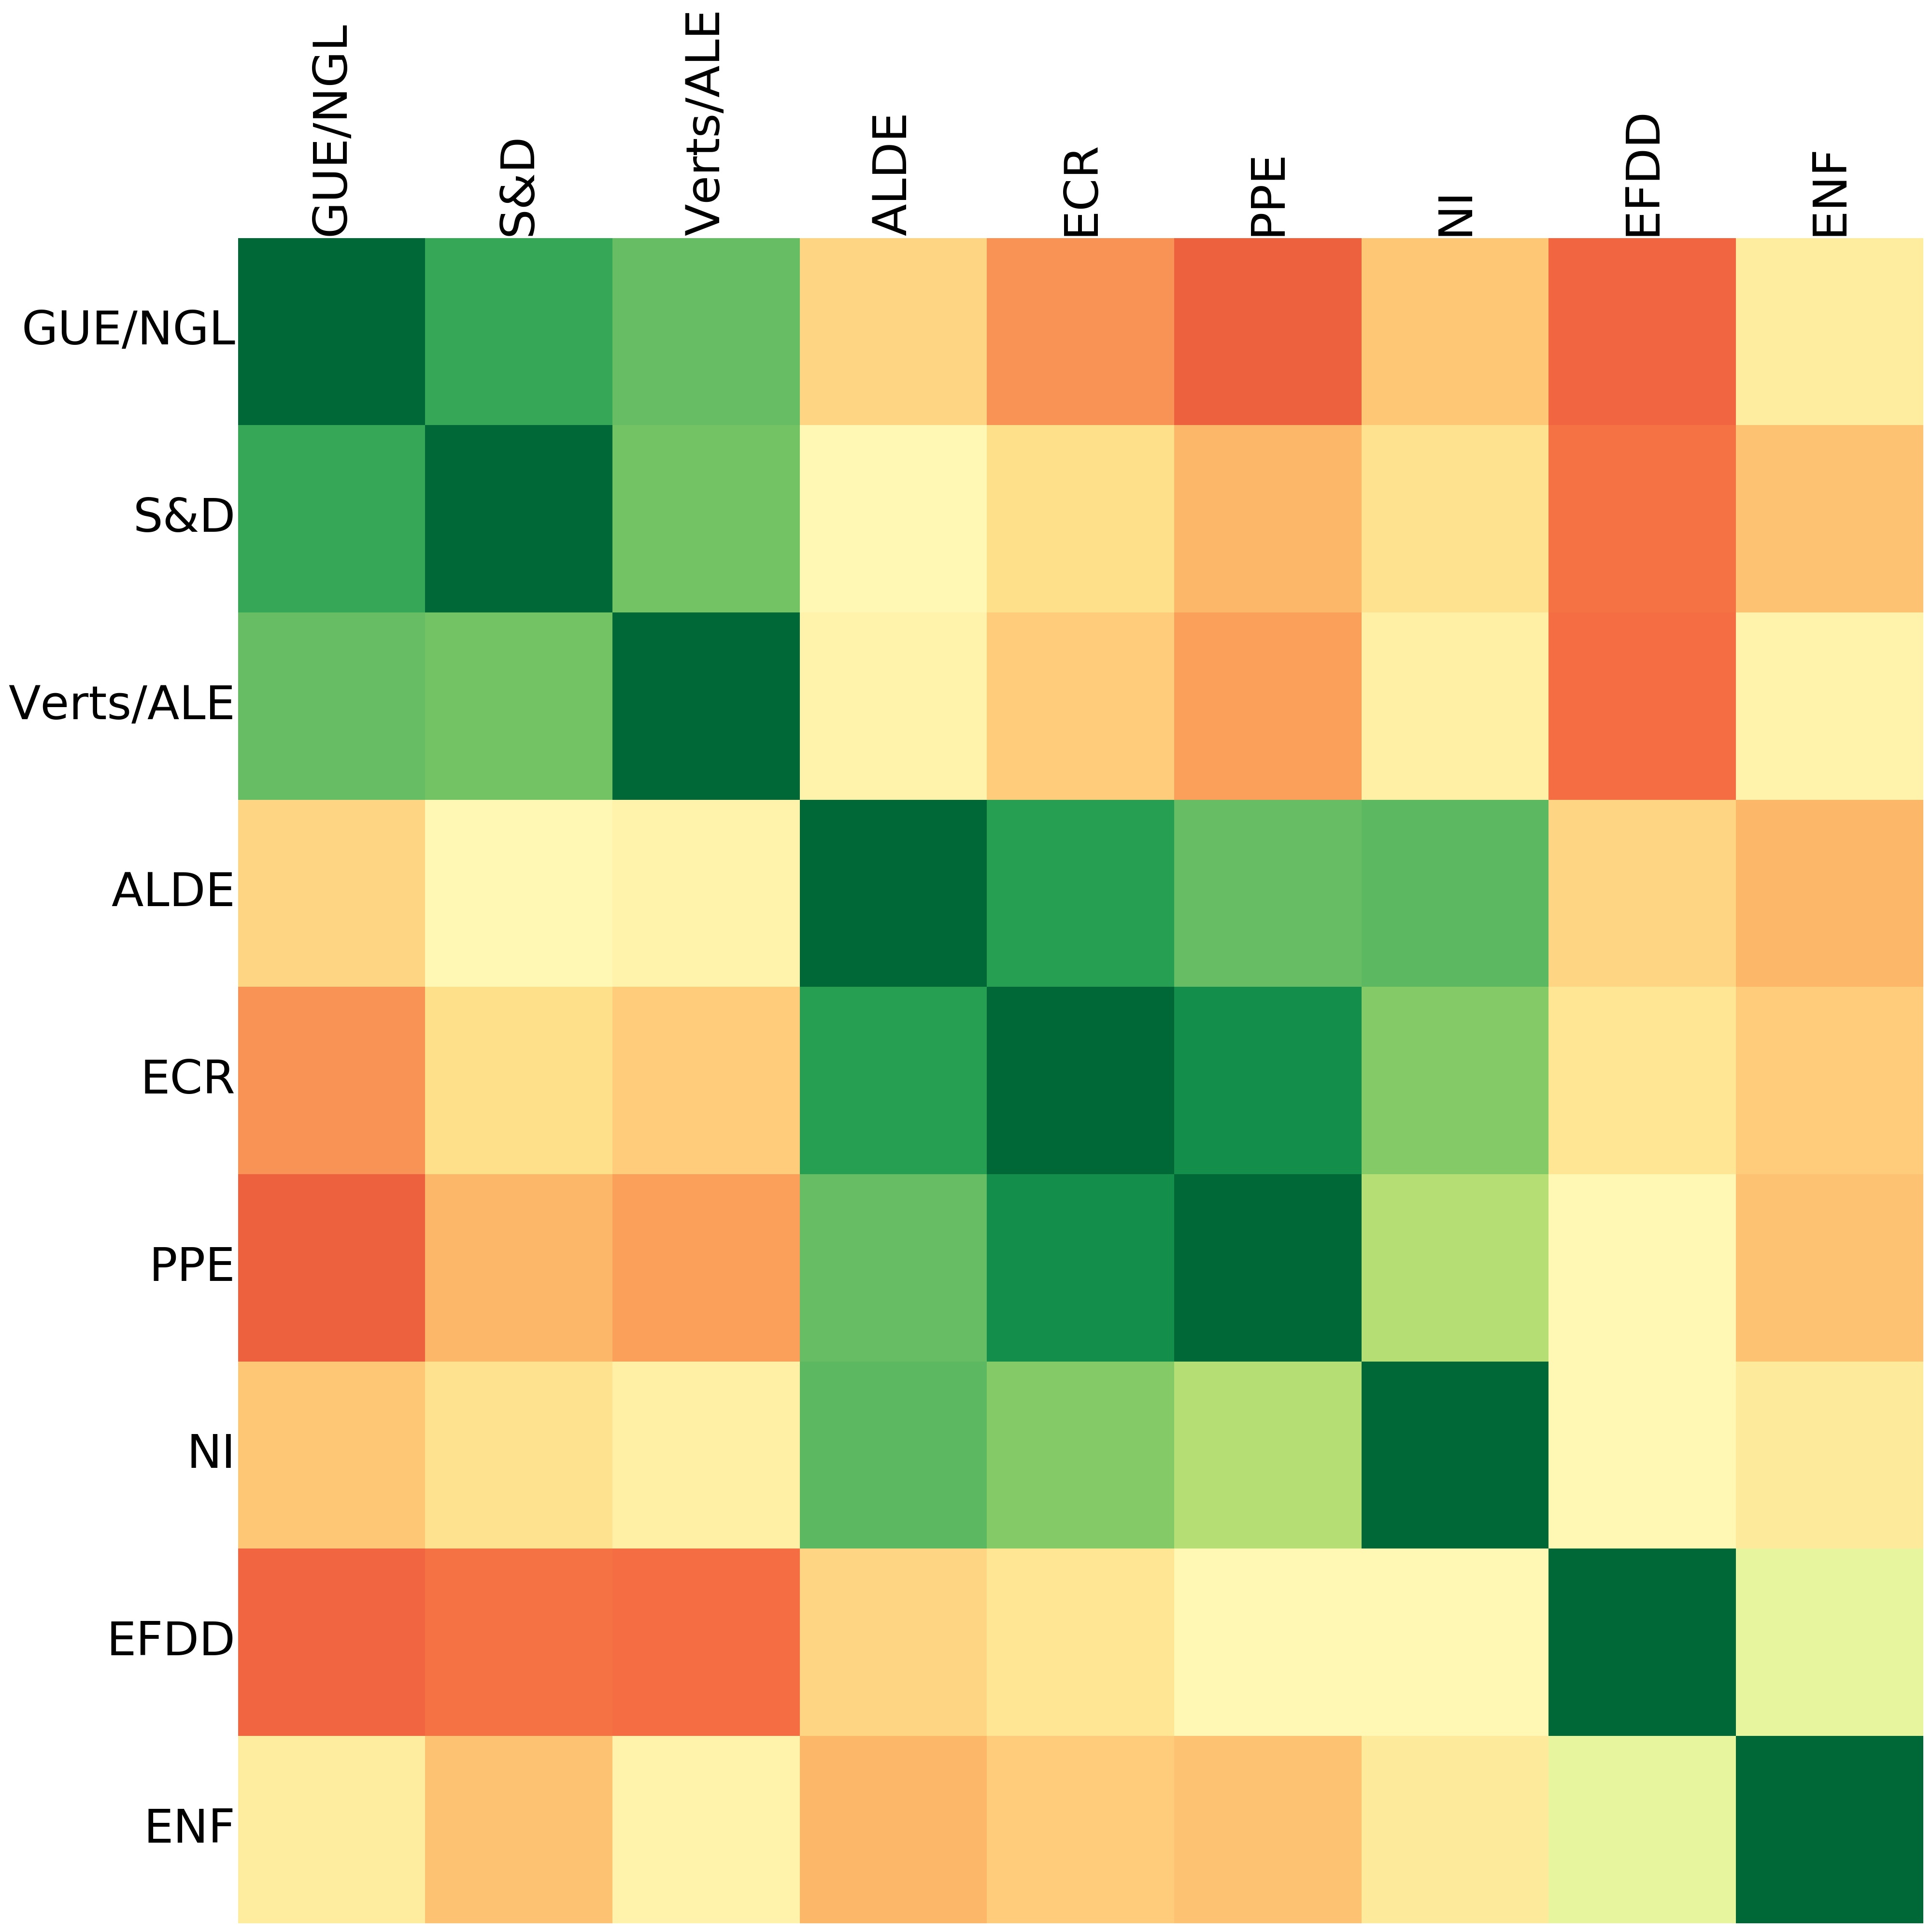 GUE/NGL
S&D
Verts/ALE
ALDE
ECR
PPE
NI
EFDD
ENF
GUE/NGL
S&D
Verts/ALE
ALDE
ECR
PPE
NI
EFDD
ENF